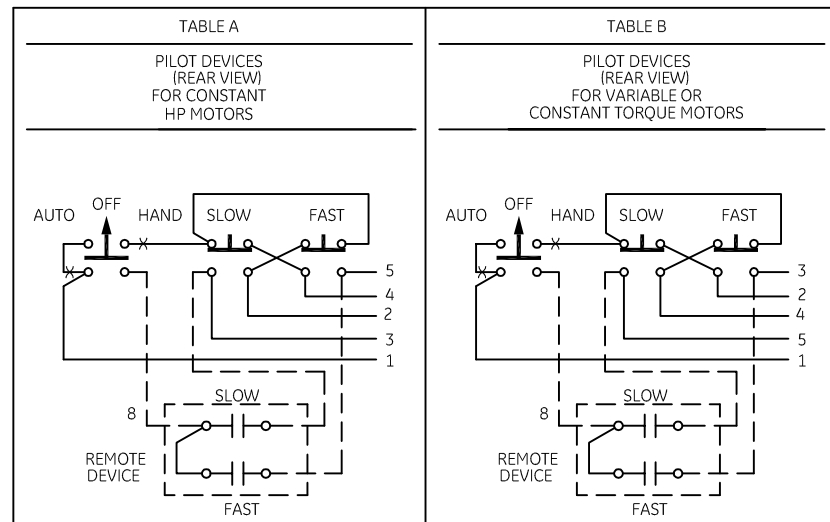 TABLE A
PILOT DEVICES
(REAR VIEW)
FOR CONSTANT
HP MOTORS
AUTO OFF HAND SLOW FAST
5
4
2
3
1
SLOW
8
REMOTE
DEVICE
FAST
TABLE B
PILOT DEVICES
(REAR VIEW)
FOR VARIABLE OR
CONSTANT TORQUE MOTORS
AUTO OFF HAND SLOW FAST
3
2
4
5
1
SLOW
8
REMOTE
DEVICE
FAST